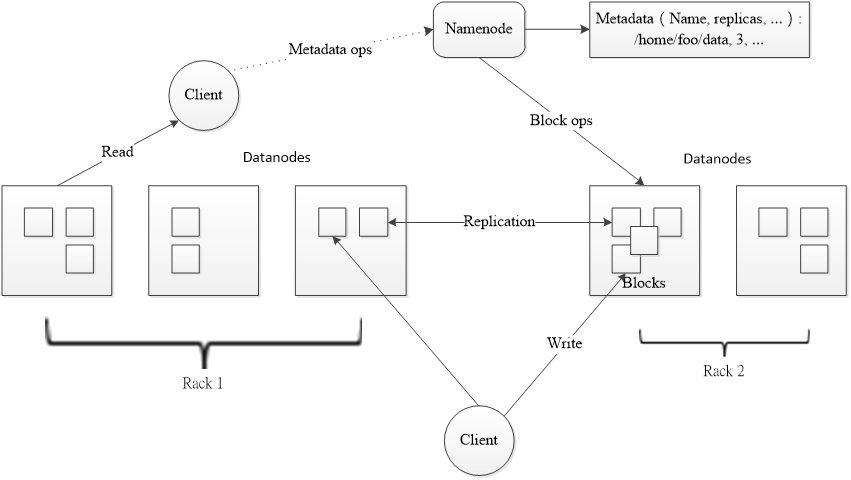 Namenode
Metadata（Name, replicas, ...）:
/home/foo/data, 3, ...
Metadata ops
Client
Block ops
Read
Datanodes
Datanodes
Replication
Blocks
Write
Rack 1
Rack 2
Client